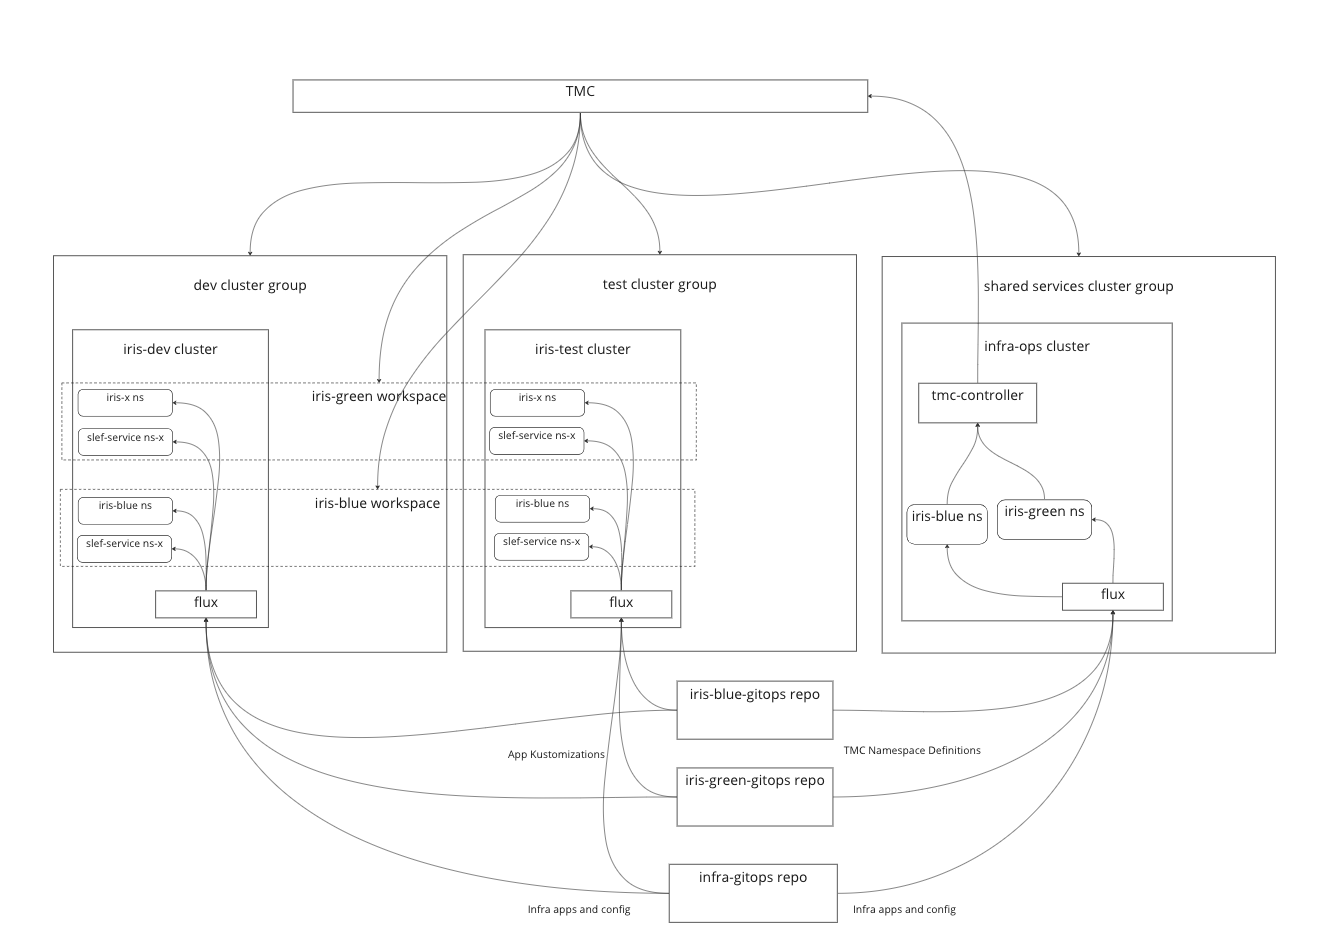 TMC
dev cluster group
test cluster group
shared services cluster group
iris-dev cluster
iris-test cluster
infra-ops cluster
iris-x ns
iris-green workspace
iris-x ns
tmc-controller
slef-service ns-x
slef-service ns-x
iris-blue ns
iris-blue workspace
iris-blue ns
iris-blue ns
iris-green ns
slef-service ns-x
slef-service ns-x
flux
flux
flux
iris-blue-gitops repo
App Kustomizations
TMC Namespace Definitions
iris-green-gitops repo
infra-gitops repo
Infra apps and config
Infra apps and config